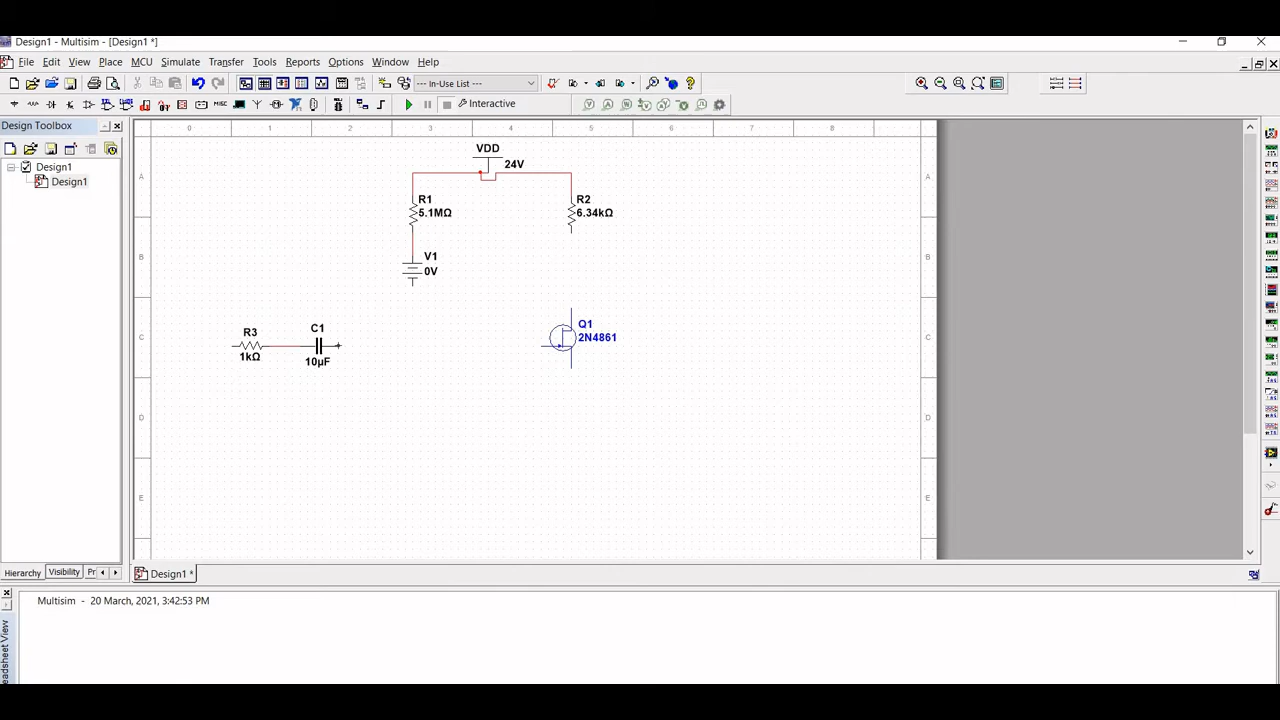 Design1 - Multisim - [Design1 *]
File Edit View Place MCU Simulate Transfer Tools Reports Options Window Help
--- In-Use List ---
Interactive
Design Toolbox
Design1
Design1
0 1 2 3 4 5 6 7 8
VDD
24V
A A
R1
5.1MΩ
R2
6.34kΩ
B B
V1
0V
Q1
2N4861
C C
R3
1kΩ
C1
10µF
D D
E E
Hierarchy Visibility Pr
Design1 *
Multisim - 20 March, 2021, 3:42:53 PM
eadsheet View